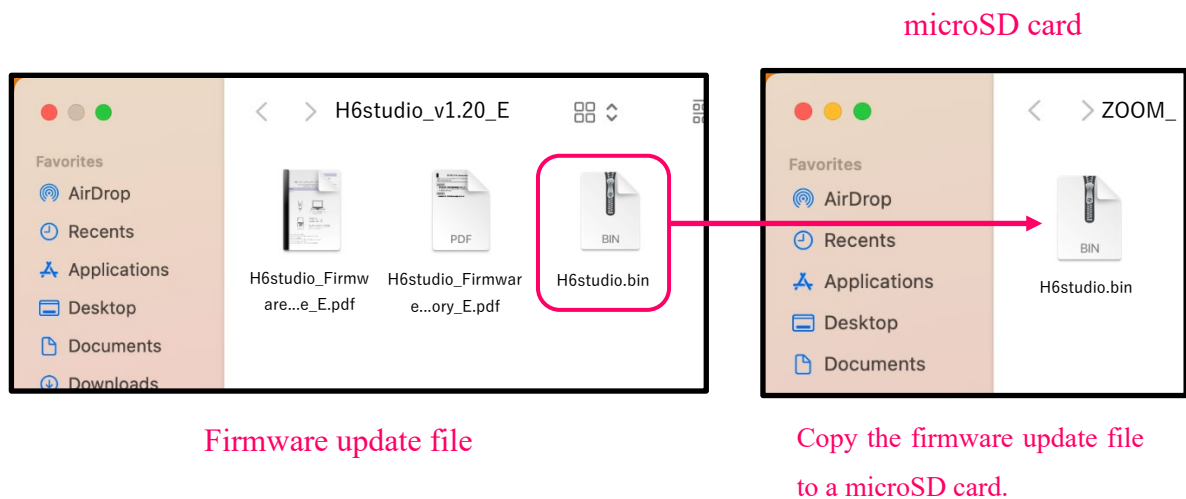 microSD card
H6studio_v1.20_E
Favorites
AirDrop
Recents
Applications
Desktop
Documents
Downloads
PDF
BIN
H6studio_Firmw
are...e_E.pdf
H6studio_Firmwar
e...ory_E.pdf
H6studio.bin
ZOOM_
Favorites
AirDrop
Recents
Applications
Desktop
Documents
BIN
H6studio.bin
Firmware update file
Copy the firmware update file
to a microSD card.